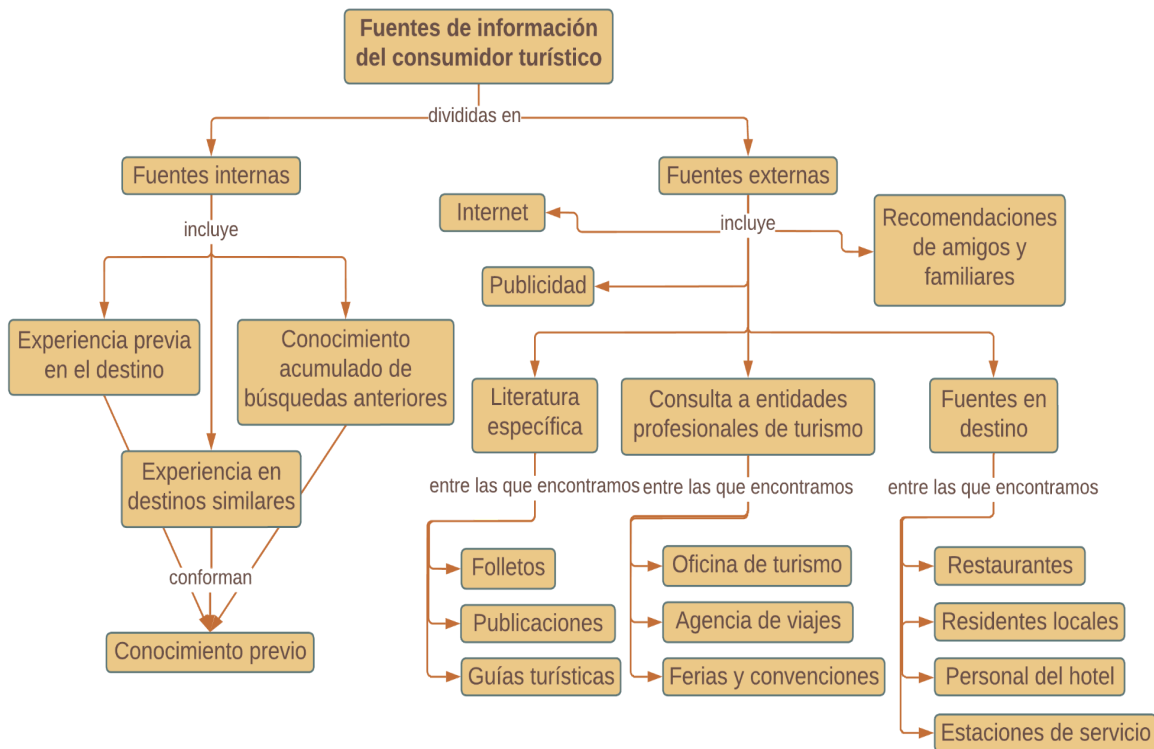 Fuentes de información
del consumidor turístico
divididas en
Fuentes internas
Fuentes externas
incluye
Internet
incluye
Recomendaciones
de amigos y
familiares
Publicidad
Experiencia previa
en el destino
Conocimiento
acumulado de
búsquedas anteriores
Experiencia en
destinos similares
conforman
Conocimiento previo
Literatura
específica
Consulta a entidades
profesionales de turismo
Fuentes en
destino
entre las que encontramos
entre las que encontramos
entre las que encontramos
Folletos
Publicaciones
Guías turísticas
Oficina de turismo
Agencia de viajes
Ferias y convenciones
Restaurantes
Residentes locales
Personal del hotel
Estaciones de servicio